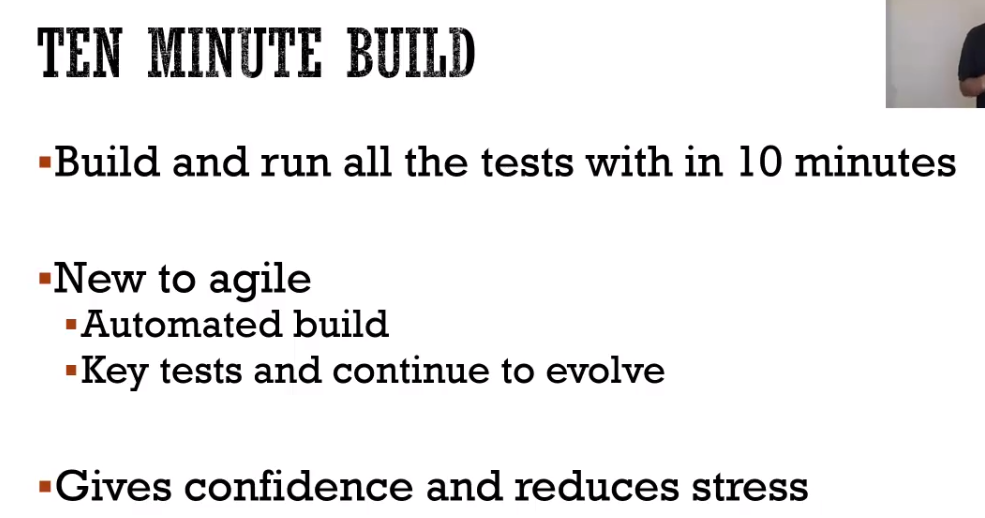 TEN MINUTE BUILD
▪Build and run all the tests with in 10 minutes
▪New to agile
▪Automated build
▪Key tests and continue to evolve
▪Gives confidence and reduces stress